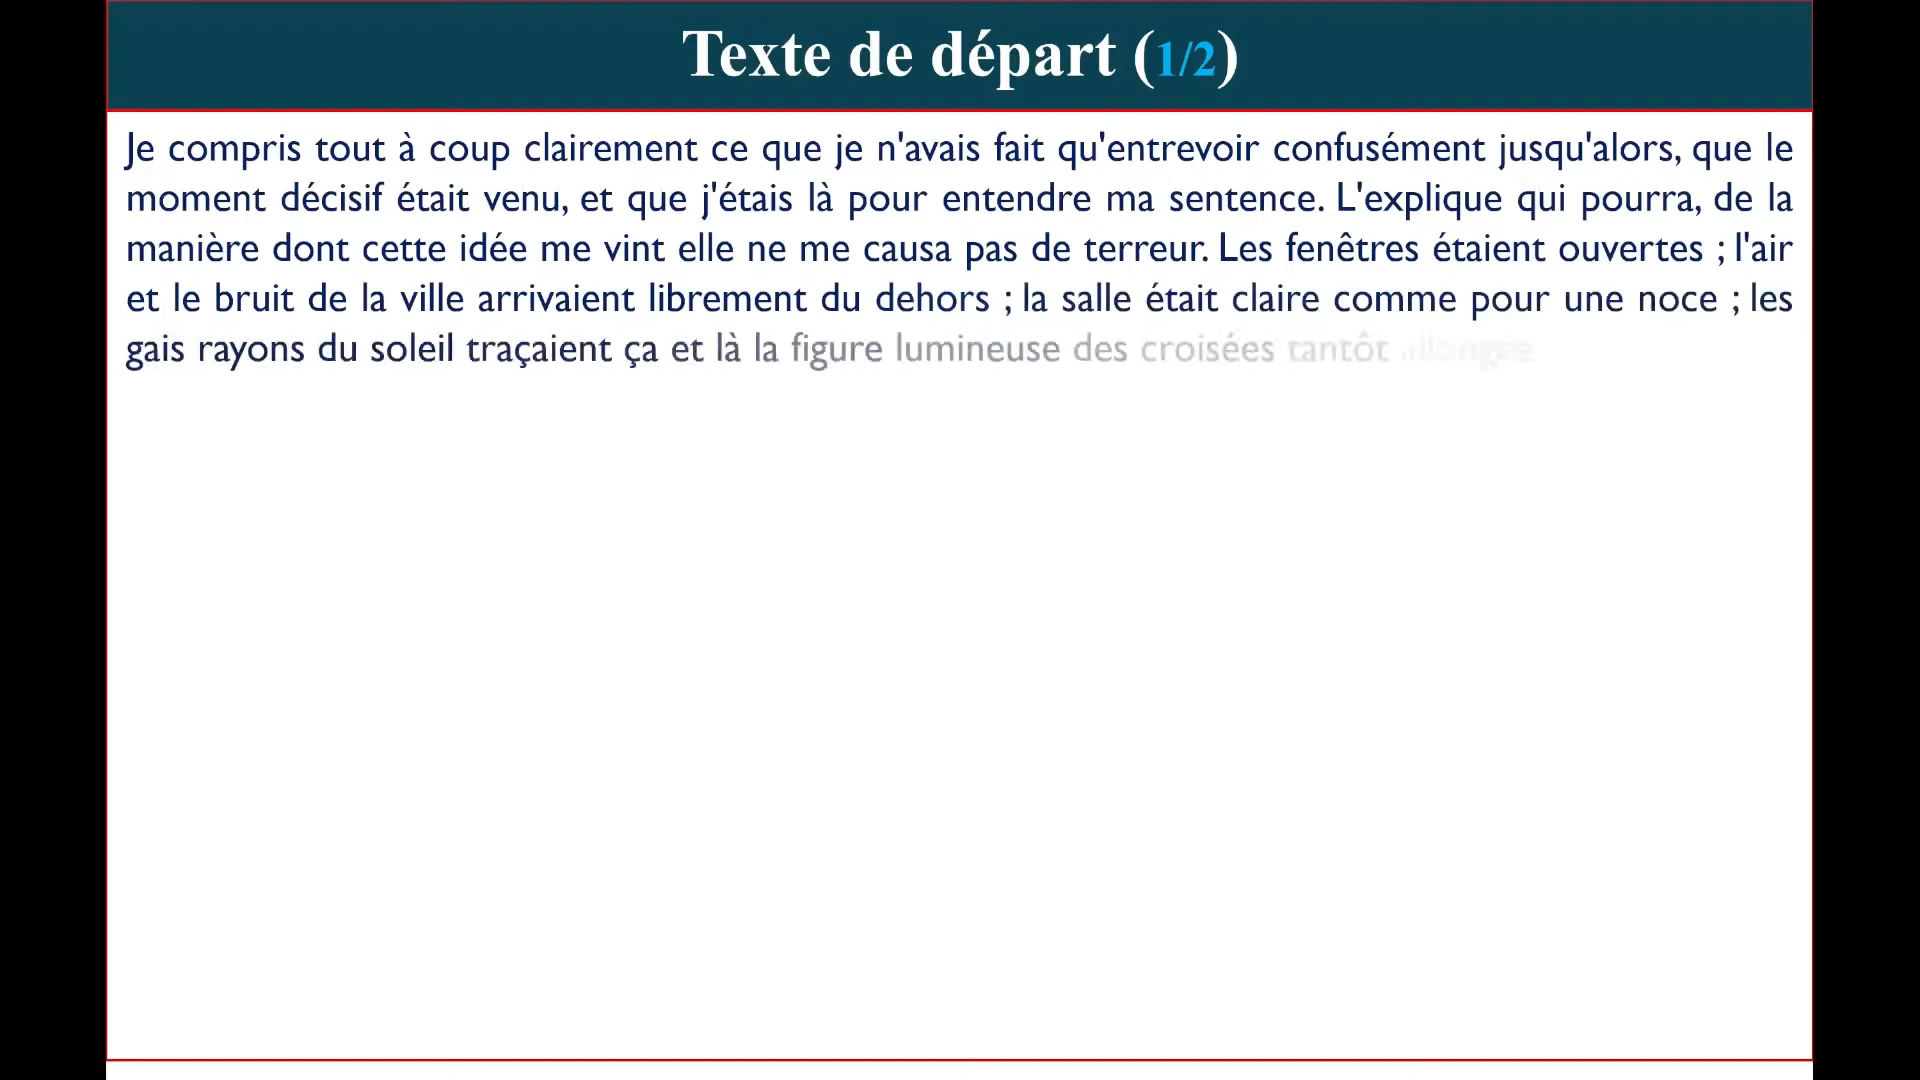 Texte de départ (1/2)
Je compris tout à coup clairement ce que je n'avais fait qu'entrevoir confusément jusqu'alors, que le
moment décisif était venu, et que j'étais là pour entendre ma sentence. L'explique qui pourra, de la
manière dont cette idée me vint elle ne me causa pas de terreur. Les fenêtres étaient ouvertes ; l'air
et le bruit de la ville arrivaient librement du dehors ; la salle était claire comme pour une noce ; les
gais rayons du soleil traçaient ça et là la figure lumineuse des croisées tantôt